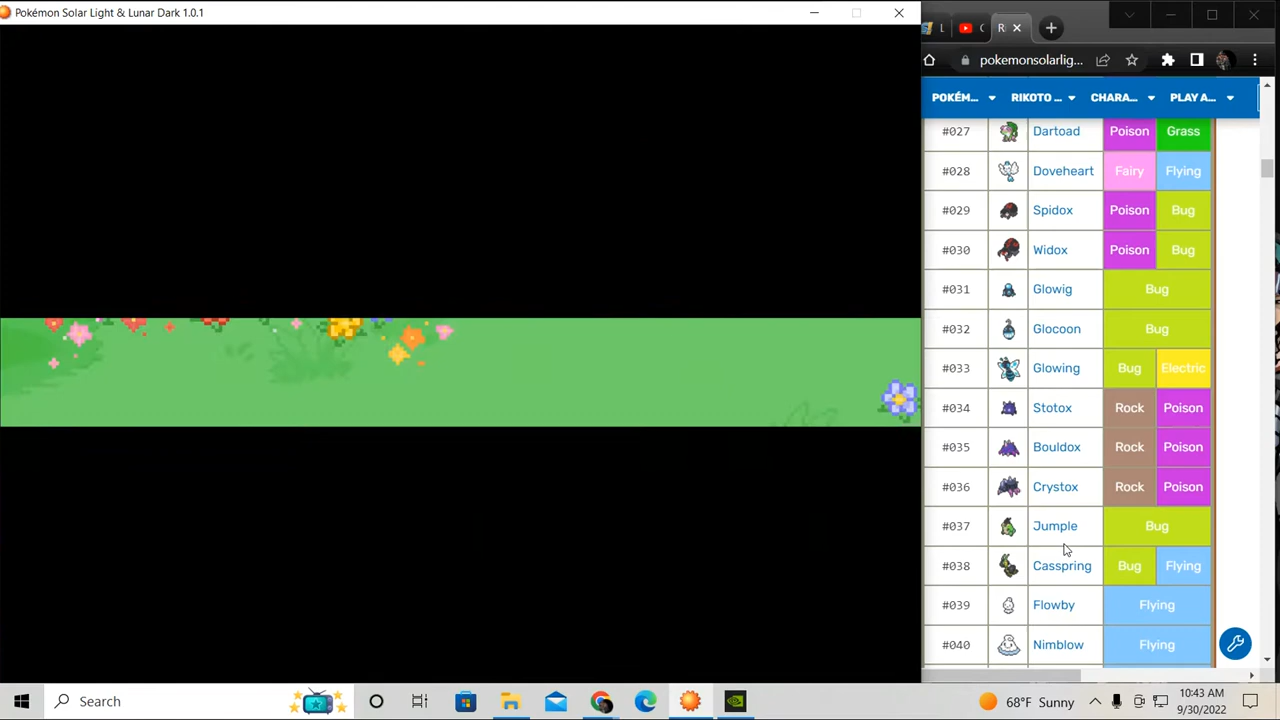 Pokémon Solar Light & Lunar Dark 1.0.1
pokemonsolarlig...
POKÉM... RIKOTO ... CHARA... PLAY A...
#027 Dartoad Poison Grass
#028 Doveheart Fairy Flying
#029 Spidox Poison Bug
#030 Widox Poison Bug
#031 Glowig Bug
#032 Glocoon Bug
#033 Glowing Bug Electric
#034 Stotox Rock Poison
#035 Bouldox Rock Poison
#036 Crystox Rock Poison
#037 Jumple Bug
#038 Casspring Bug Flying
#039 Flowby Flying
#040 Nimblow Flying
Search
68°F Sunny
10:43 AM
9/30/2022